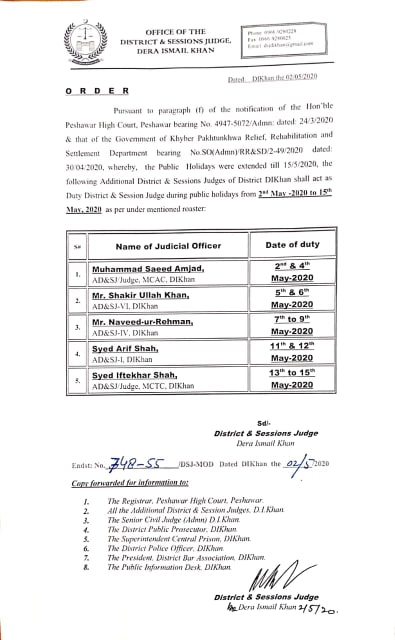 OFFICE OF THE
DISTRICT & SESSIONS JUDGE,
DERA ISMAIL KHAN
Phone: 0966-9280228
Fax 0966-9280623
Dated DIKhan the 02/05/2020
O R D E R
Pursuant to paragraph (f) of the notification of the Hon'ble
Peshawar High Court, Peshawar bearing No. 4947-5072/Admn: dated: 24/3/2020
& that of the Government of Khyber Pakhtunkhwa Relief, Rehabilitation and
Settlement Department bearing No.SO(Admn)/RR&SD/2-49/2020 dated:
30/04/2020, whereby, the Public Holidays were extended till 15/5/2020, the
following Additional District & Sessions Judges of District DIKhan shall act as
Duty District & Session Judge during public holidays from 2nd May -2020 to 15th
May, 2020 as per under mentioned roaster:
S# Name of Judicial Officer Date of duty
1. Muhammad Saeed Amjad, 2nd & 4th
AD&SJ/Judge, MCAC, DIKhan May-2020
2. Mr. Shakir Ullah Khan, 5th & 6th
AD&SJ-VI, DIKhan May-2020
3. Mr. Naveed-ur-Rehman, 7th to 9th
AD&SJ-IV, DIKhan May-2020
4. Syed Arif Shah, 11th & 12th
AD&SJ-I, DIKhan May-2020
5. Syed Iftekhar Shah, 13th to 15th
AD&SJ/Judge, MCTC, DIKhan May-2020
Sd/-
District & Sessions Judge
Dera Ismail Khan
Endst: No. 748-55 /DSJ-MOD Dated DIKhan the 02/5/2020
Copy forwarded for information to:
1. The Registrar, Peshawar High Court, Peshawar.
2. All the Additional District & Session Judges, D.I.Khan.
3. The Senior Civil Judge (Admn) D.I.Khan.
4. The District Public Prosecutor, DIKhan.
5. The Superintendent Central Prison, DIKhan.
6. The District Police Officer, DIKhan.
7. The President, District Bar Association, DIKhan.
8. The Public Information Desk, DIKhan.
District & Sessions Judge
Dera Ismail Khan 2/5/20.